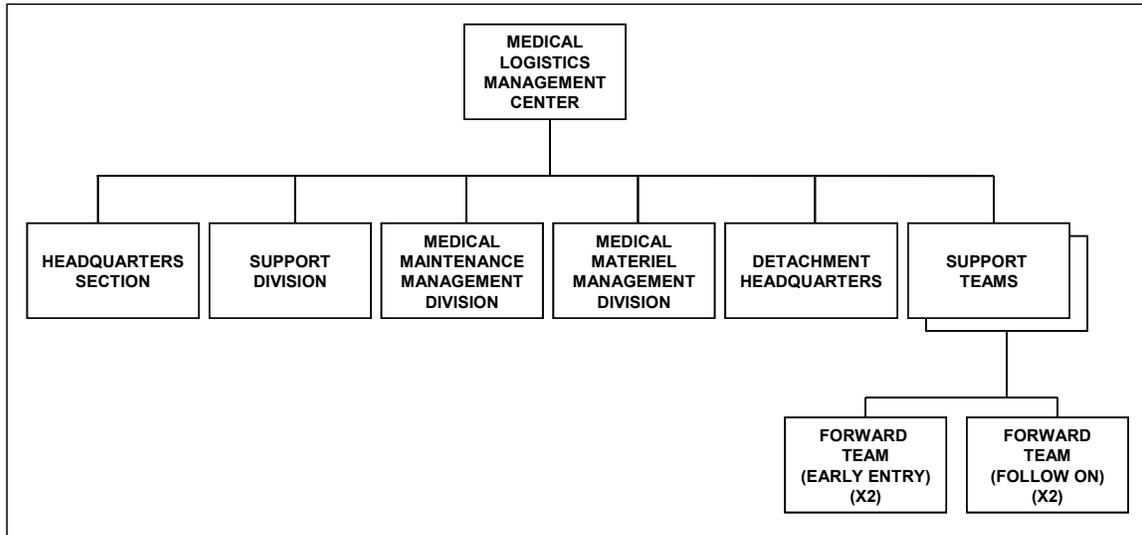 MEDICAL
LOGISTICS
MANAGEMENT
CENTER
HEADQUARTERS
SECTION
SUPPORT
DIVISION
MEDICAL
MAINTENANCE
MANAGEMENT
DIVISION
MEDICAL
MATERIEL
MANAGEMENT
DIVISION
DETACHMENT
HEADQUARTERS
SUPPORT
TEAMS
FORWARD
TEAM
(EARLY ENTRY)
(X2)
FORWARD
TEAM
(FOLLOW ON)
(X2)